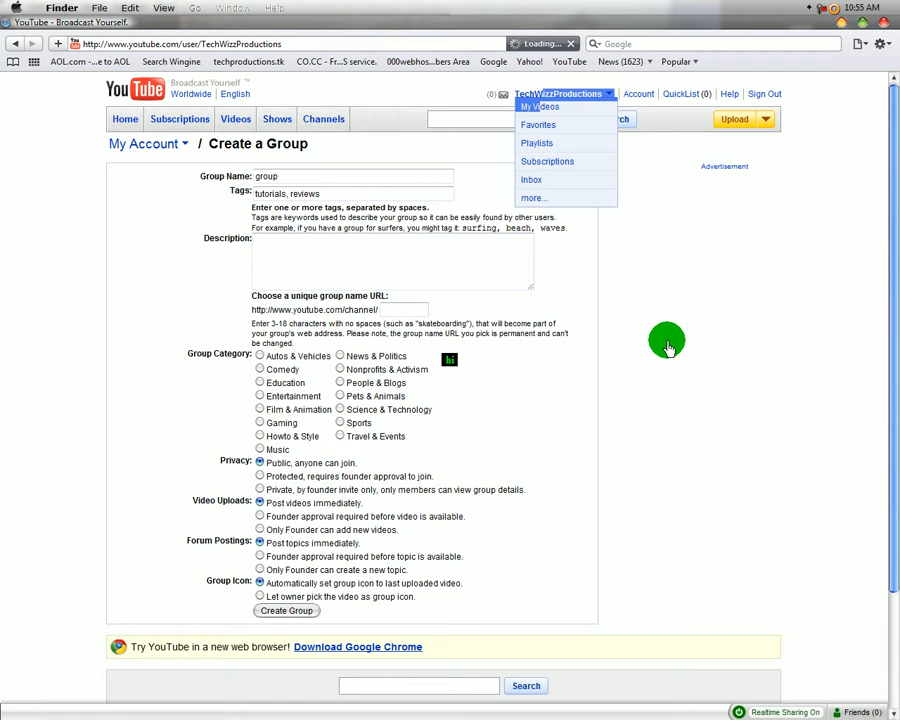 Finder File Edit View Go Window Help 10:55 AM
YouTube - Broadcast Yourself.
http://www.youtube.com/user/TechWizzProductions Loading... Google
AOL.com - ...e to AOL Search Wingine techproductions.tk CO.CC - Fr...S service. 000webhos...bers Area Google Yahoo! YouTube News (1623) Popular
YouTube Broadcast Yourself ™
Worldwide English (0) TechWizzProductions Account QuickList (0) Help Sign Out
Home Subscriptions Videos Shows Channels Upload
My Videos
Favorites
Playlists
Subscriptions
Inbox
more...
My Account / Create a Group
Advertisement
Group Name: group
Tags: tutorials, reviews
Enter one or more tags, separated by spaces.
Tags are keywords used to describe your group so it can be easily found by other users.
For example, if you have a group for surfers, you might tag it: surfing, beach, waves.
Description:
Choose a unique group name URL:
http://www.youtube.com/channel/
Enter 3-18 characters with no spaces (such as "skateboarding"), that will become part of
your group's web address. Please note, the group name URL you pick is permanent and can't
be changed.
Group Category: Autos & Vehicles News & Politics
hi
Comedy Nonprofits & Activism
Education People & Blogs
Entertainment Pets & Animals
Film & Animation Science & Technology
Gaming Sports
Howto & Style Travel & Events
Music
Privacy: Public, anyone can join.
Protected, requires founder approval to join.
Private, by founder invite only, only members can view group details.
Video Uploads: Post videos immediately.
Founder approval required before video is available.
Only Founder can add new videos.
Forum Postings: Post topics immediately.
Founder approval required before topic is available.
Only Founder can create a new topic.
Group Icon: Automatically set group icon to last uploaded video.
Let owner pick the video as group icon.
Create Group
Try YouTube in a new web browser! Download Google Chrome
Search
Realtime Sharing On Friends (0)